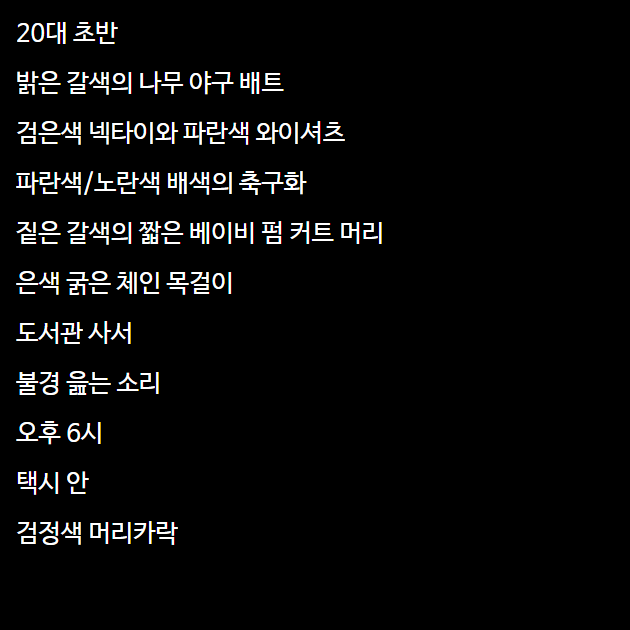 20대 초반
밝은 갈색의 나무 야구 배트
검은색 넥타이와 파란색 와이셔츠
파란색/노란색 배색의 축구화
짙은 갈색의 짧은 베이비 펌 커트 머리
은색 굵은 체인 목걸이
도서관 사서
불경 읊는 소리
오후 6시
택시 안
검정색 머리카락